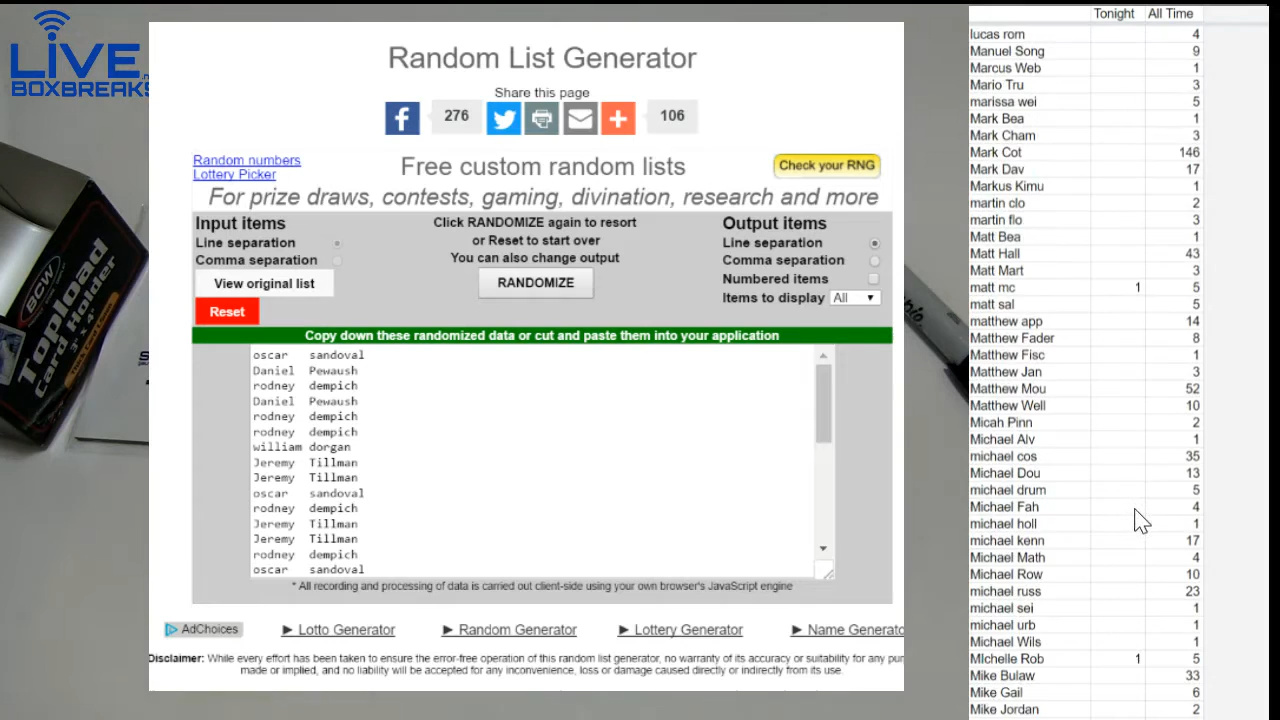 LIVE
BOXBREAKS
BCW
Topload
Card Holder
3" x 4"
Thick Card Size
Random List Generator
Share this page
276
106
Random numbers
Lottery Picker
Free custom random lists
Check your RNG
For prize draws, contests, gaming, divination, research and more
Input items
Line separation
Comma separation
View original list
Reset
Click RANDOMIZE again to resort
or Reset to start over
You can also change output
RANDOMIZE
Output items
Line separation
Comma separation
Numbered items
Items to display All
Copy down these randomized data or cut and paste them into your application
oscar sandoval
Daniel Pewaush
rodney dempich
Daniel Pewaush
rodney dempich
rodney dempich
william dorgan
Jeremy Tillman
Jeremy Tillman
oscar sandoval
rodney dempich
Jeremy Tillman
Jeremy Tillman
rodney dempich
oscar sandoval
* All recording and processing of data is carried out client-side using your own browser's JavaScript engine
AdChoices
► Lotto Generator
► Random Generator
► Lottery Generator
► Name Generato
Disclaimer: While every effort has been taken to ensure the error-free operation of this random list generator, no warranty of its accuracy or suitability for any pur
made or implied, and no liability will be accepted for any inconvenience, loss or damage caused directly or indirectly from its use.
Tonight All Time
lucas rom 4
Manuel Song 9
Marcus Web 1
Mario Tru 3
marissa wei 5
Mark Bea 1
Mark Cham 3
Mark Cot 146
Mark Dav 17
Markus Kimu 1
martin clo 2
martin flo 3
Matt Bea 1
Matt Hall 43
Matt Mart 3
matt mc 1 5
matt sal 5
matthew app 14
Matthew Fader 8
Matthew Fisc 1
Matthew Jan 3
Matthew Mou 52
Matthew Well 10
Micah Pinn 2
Michael Alv 1
michael cos 35
Michael Dou 13
michael drum 5
Michael Fah 4
michael holl 1
michael kenn 17
Michael Math 4
Michael Row 10
michael russ 23
michael sei 1
michael urb 1
Michael Wils 1
MIchelle Rob 1 5
Mike Bulaw 33
Mike Gail 6
Mike Jordan 2